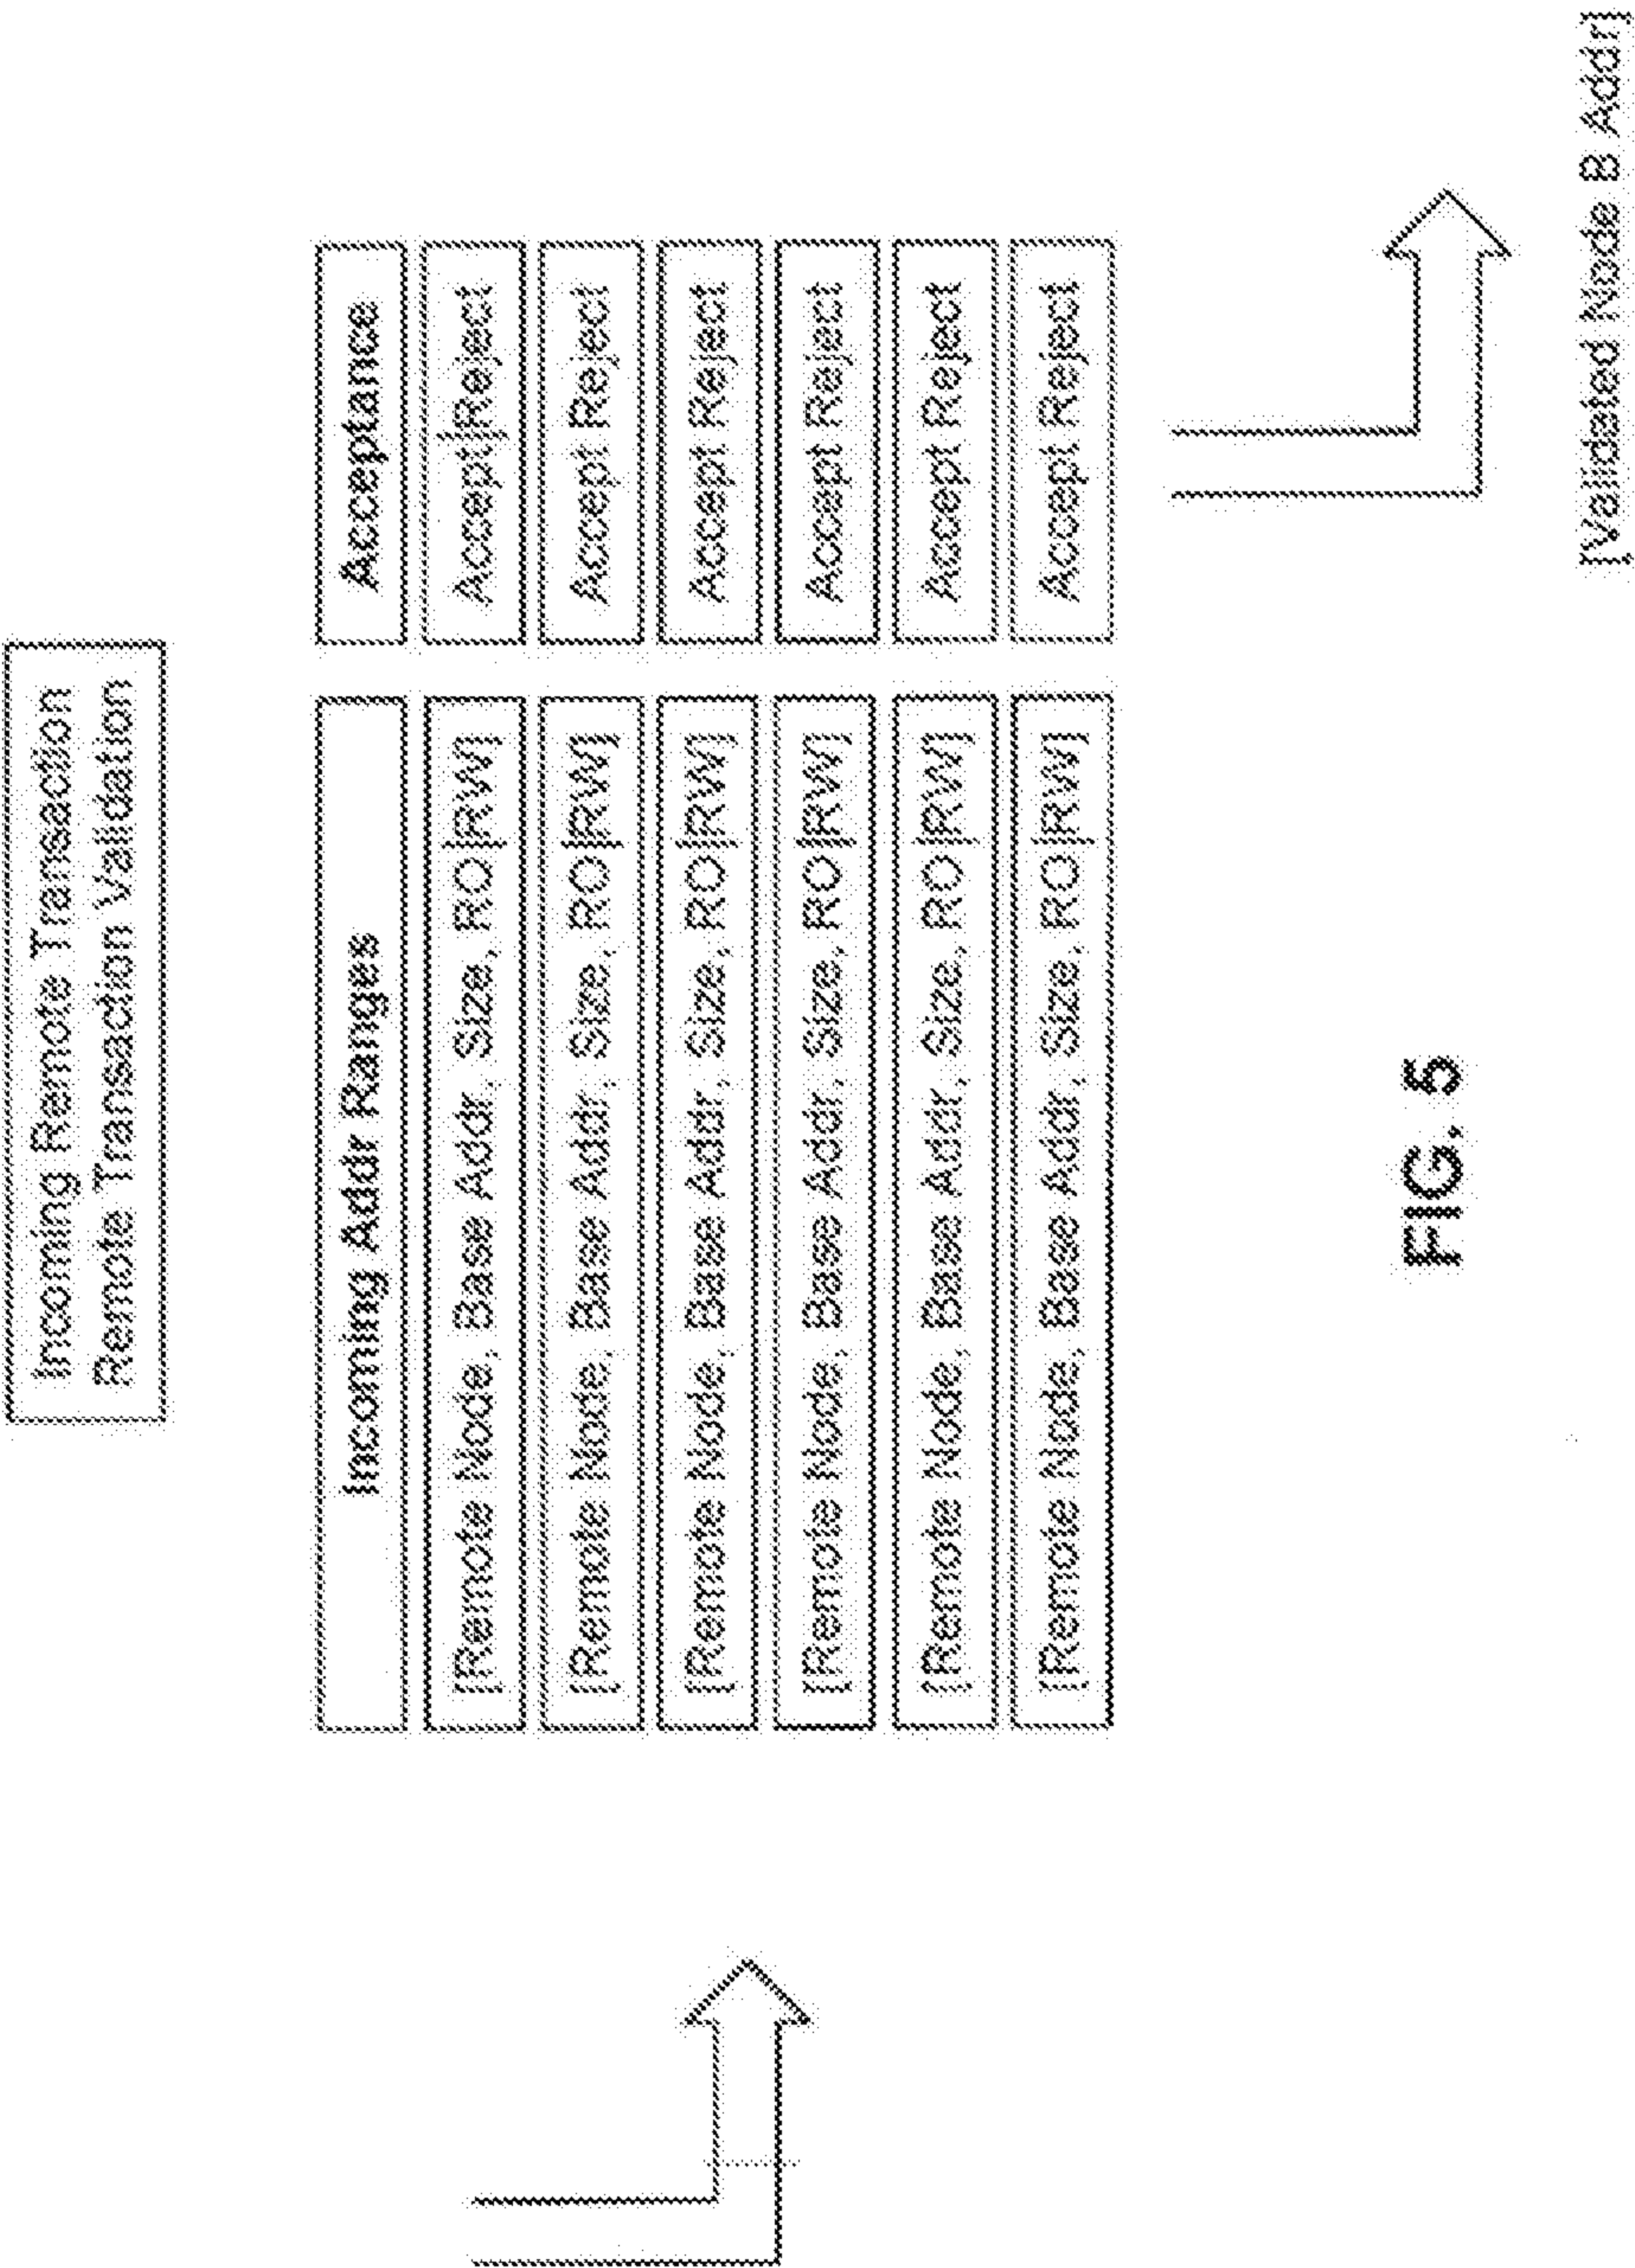 Incoming Remote Transaction
Remote Transaction Validation
Incoming Addr Ranges
Acceptance
[Remote Node, Base Addr, Size, RO|RW]
Accept|Reject
[Remote Node, Base Addr, Size, RO|RW]
Accept Reject
[Remote Node, Base Addr, Size, RO|RW]
Accept Reject
[Remote Node, Base Addr, Size, RO|RW]
Accept Reject
[Remote Node, Base Addr, Size, RO|RW]
Accept Reject
[Remote Node, Base Addr, Size, RO|RW]
Accept Reject
[Validated Node B Addr]
FIG. 5